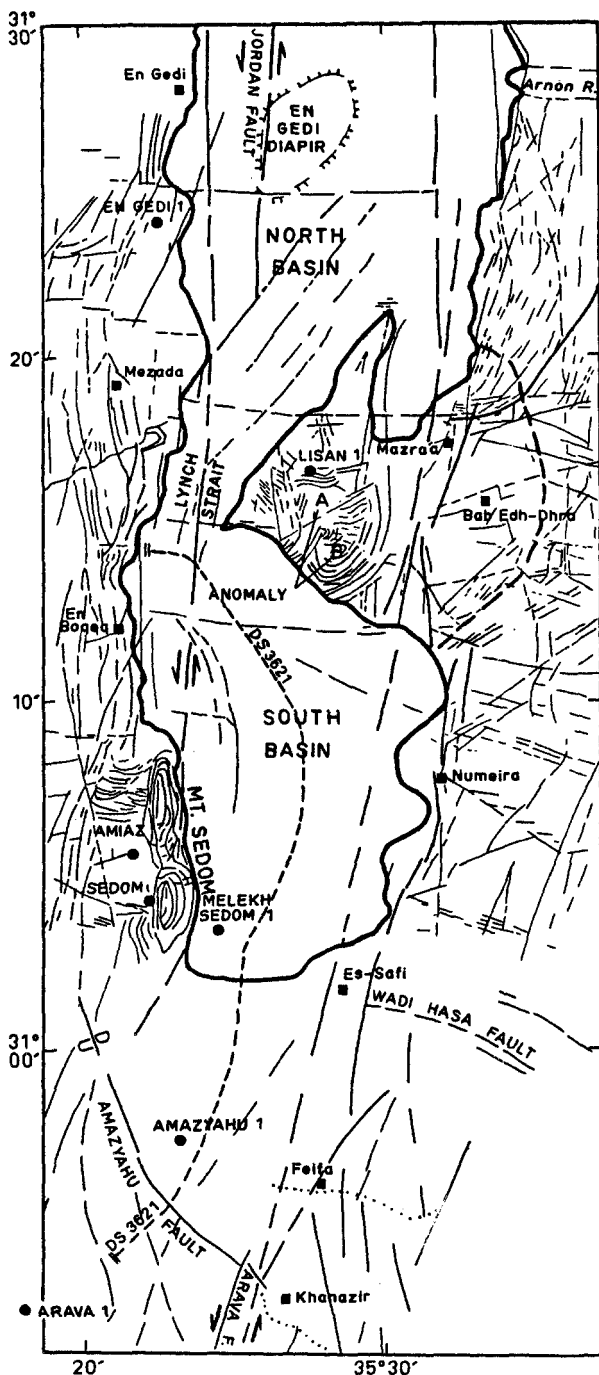 31°
30'
En Gedi
JORDAN FAULT
EN
GEDI
DIAPIR
Arnon R.
EN GEDI 1
NORTH
BASIN
20'
Mezada
LYNCH
STRAIT
LISAN 1
Mazraa
A
Bab Edh-Dhra
B
ANOMALY
En
Boqeq
DS 3621
10'
SOUTH
BASIN
Numeira
MT SEDOM
AMIAZ
SEDOM 1
MELEKH
SEDOM 1
Es-Safi
WADI HASA FAULT
31°
00'
D
U
AMAZYAHU 1
AMAZYAHU FAULT
Feifa
DS 3621
ARAVA F.
Khanazir
ARAVA 1
20'
35°30'